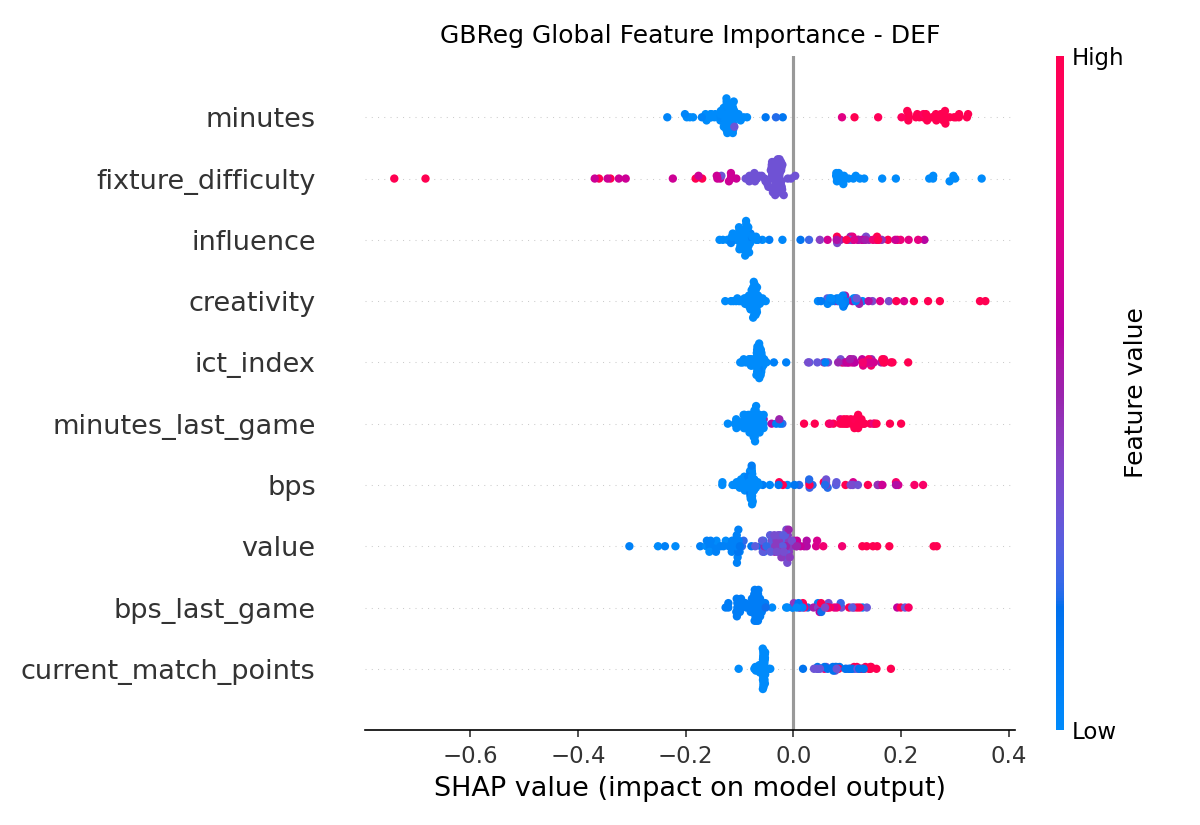 GBReg Global Feature Importance - DEF
High
minutes
fixture_difficulty
influence
creativity
ict_index
minutes_last_game
bps
value
bps_last_game
current_match_points
Feature value
Low
−0.6 −0.4 −0.2 0.0 0.2 0.4
SHAP value (impact on model output)